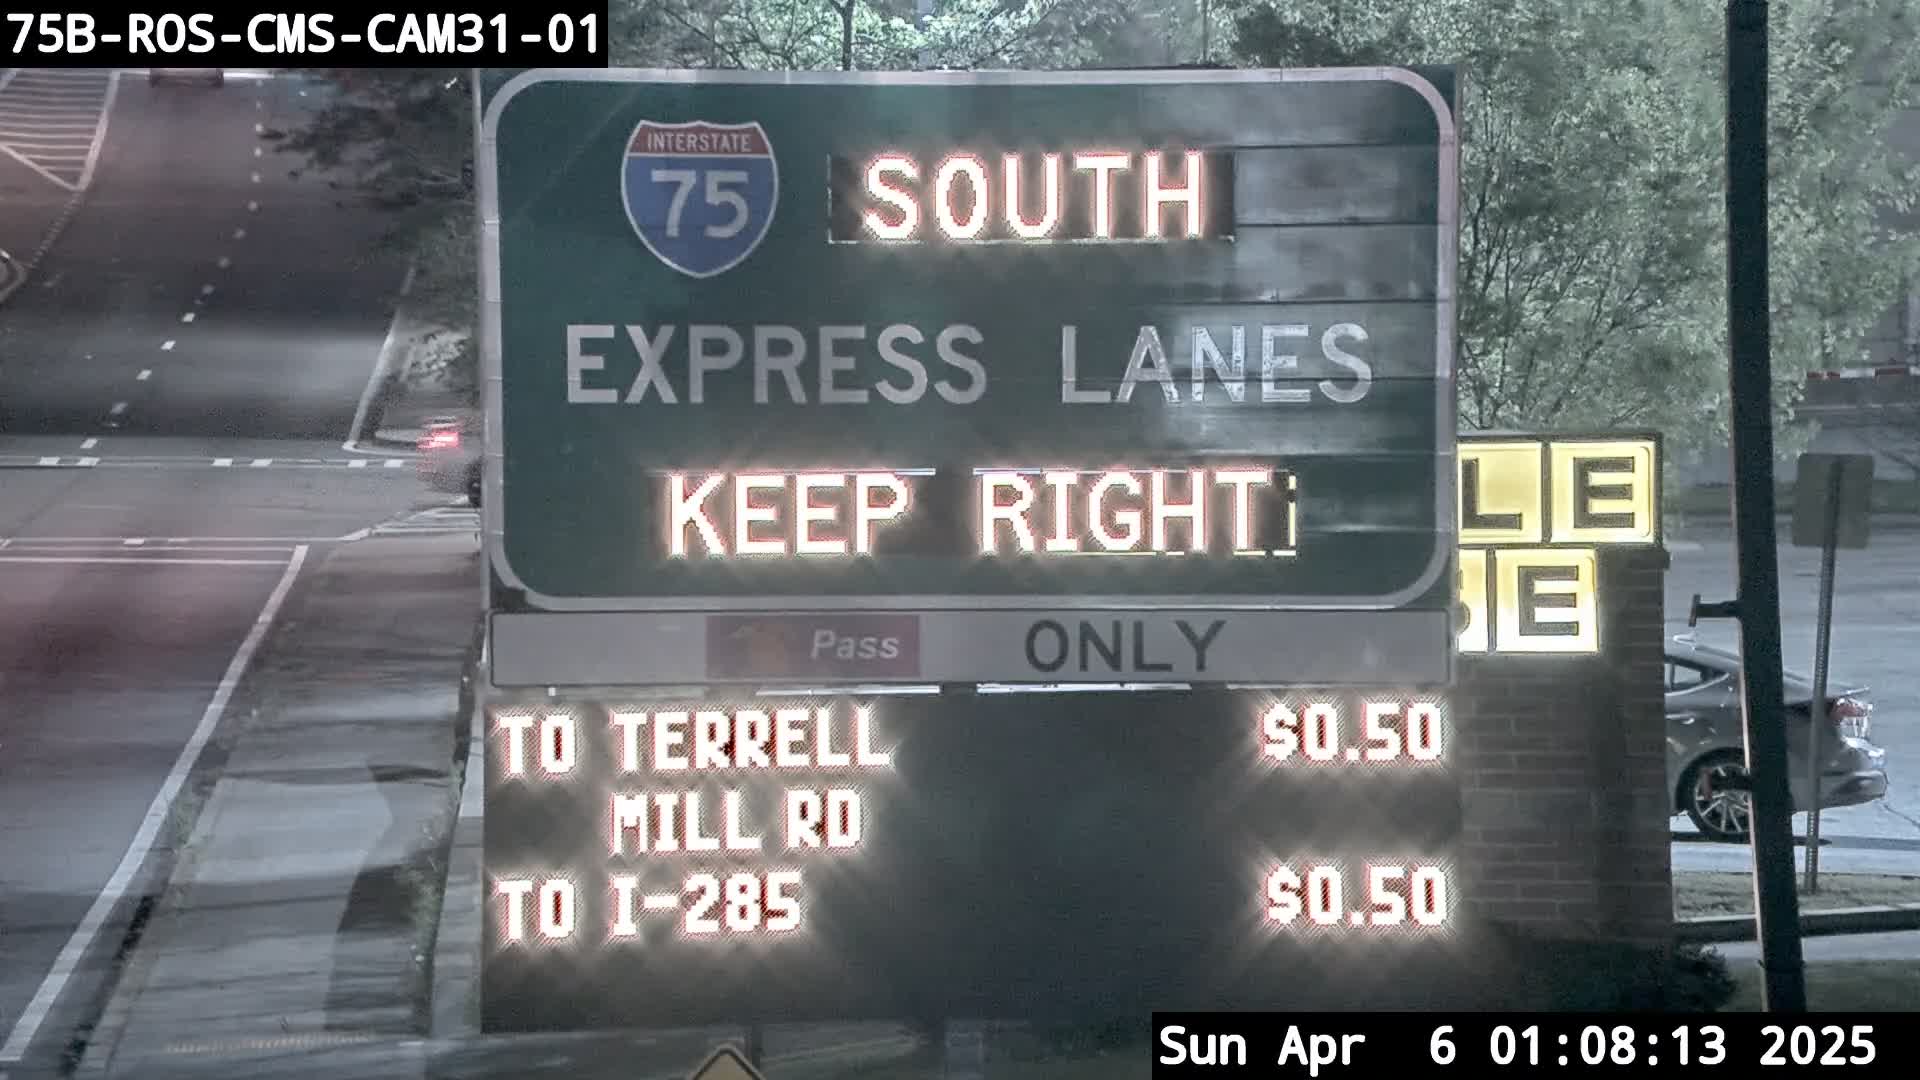 75B-ROS-CMS-CAM31-01
INTERSTATE
75
SOUTH
EXPRESS LANES
KEEP RIGHT
Pass ONLY
TO TERRELL $0.50
MILL RD
TO I-285 $0.50
LE
E
Sun Apr 6 01:08:13 2025